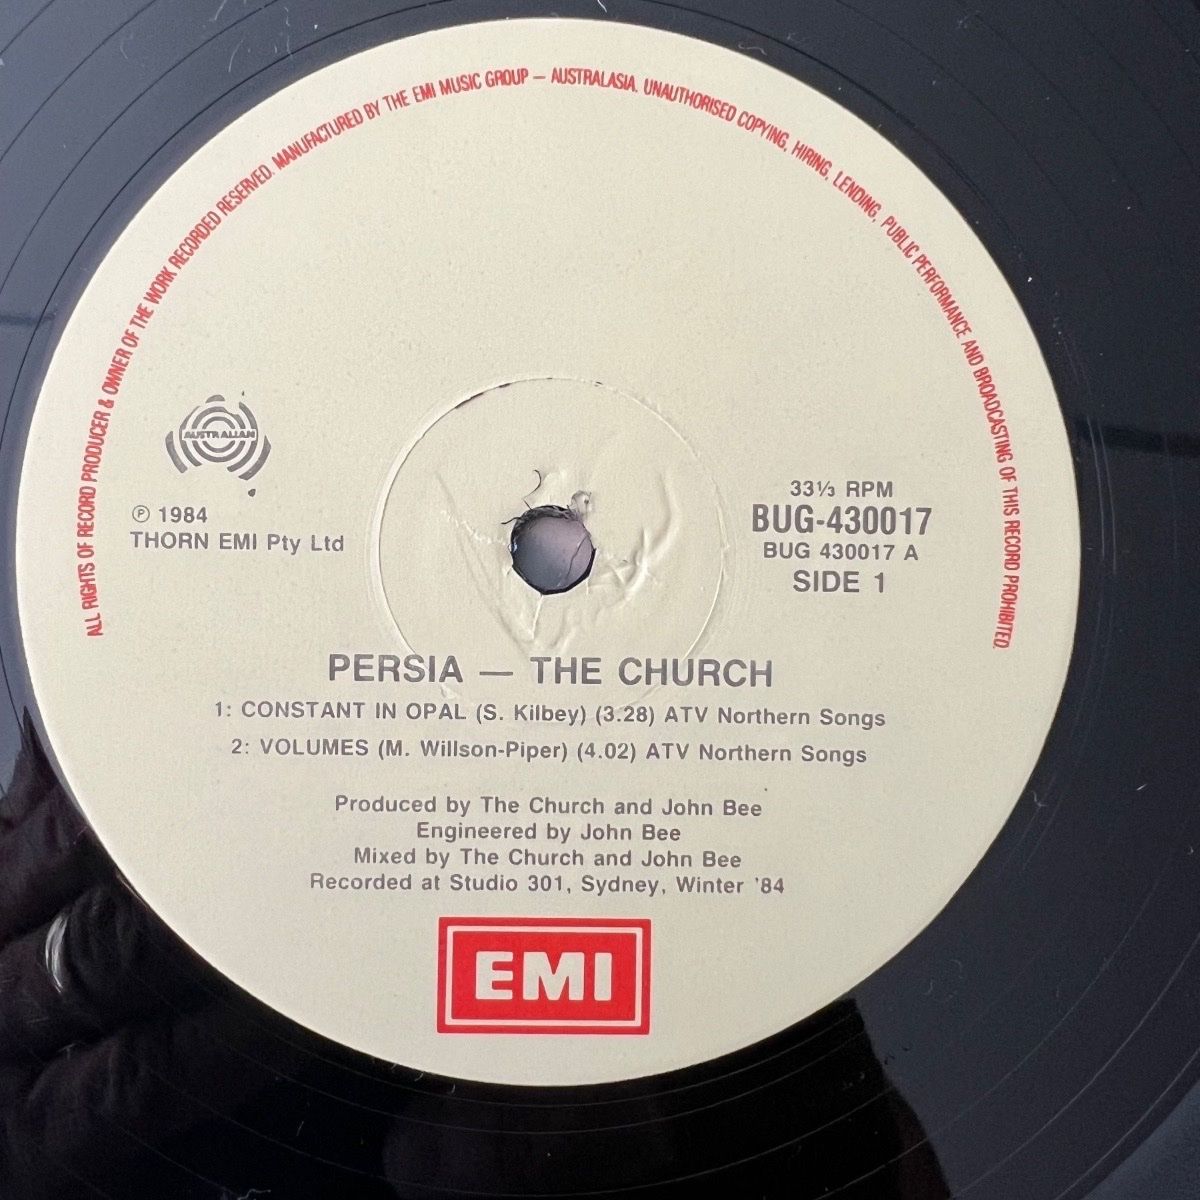 ALL RIGHTS OF RECORD PRODUCER & OWNER OF THE WORK RECORDED RESERVED. MANUFACTURED BY THE EMI MUSIC GROUP – AUSTRALASIA. UNAUTHORISED COPYING, HIRING, LENDING, PUBLIC PERFORMANCE AND BROADCASTING OF THIS RECORD PROHIBITED.
AUSTRALIAN
℗ 1984
THORN EMI Pty Ltd
33⅓ RPM
BUG-430017
BUG 430017 A
SIDE 1
PERSIA — THE CHURCH
1: CONSTANT IN OPAL (S. Kilbey) (3.28) ATV Northern Songs
2: VOLUMES (M. Willson-Piper) (4.02) ATV Northern Songs
Produced by The Church and John Bee
Engineered by John Bee
Mixed by The Church and John Bee
Recorded at Studio 301, Sydney, Winter '84
EMI